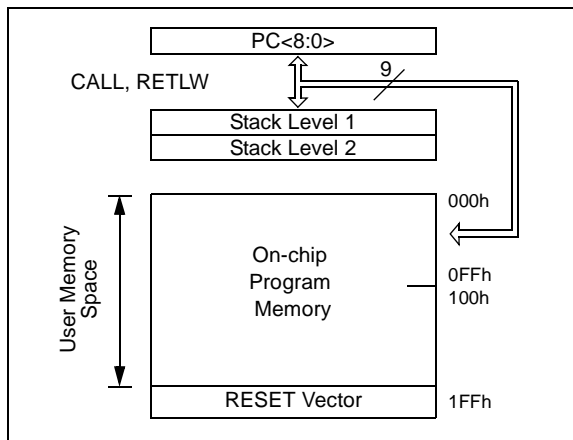 PC<8:0>
CALL, RETLW
9
Stack Level 1
Stack Level 2
User Memory
Space
000h
On-chip
Program
Memory
0FFh
100h
RESET Vector
1FFh